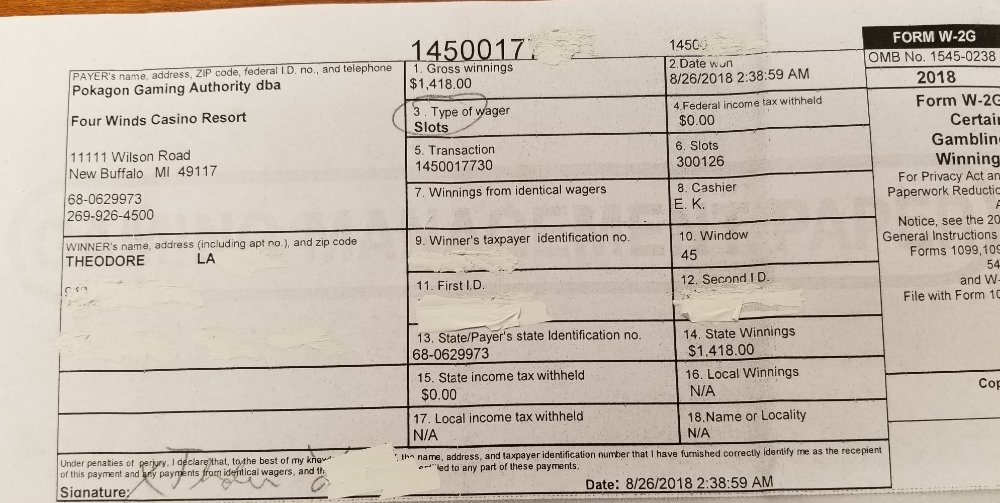 1450017
1450
FORM W-2G
PAYER's name, address, ZIP code, federal I.D. no., and telephone
Pokagon Gaming Authority dba
Four Winds Casino Resort
11111 Wilson Road
New Buffalo MI 49117
68-0629973
269-926-4500
1. Gross winnings
$1,418.00
2.Date won
8/26/2018 2:38:59 AM
OMB No. 1545-0238
2018
3 . Type of wager
Slots
4.Federal income tax withheld
$0.00
Form W-2G
Certain
Gambling
Winning
5. Transaction
1450017730
6. Slots
300126
7. Winnings from identical wagers
8. Cashier
E. K.
For Privacy Act an
Paperwork Reductio
A
Notice, see the 20
General Instructions
Forms 1099,109
54
and W-
File with Form 10
WINNER's name, address (including apt no.), and zip code
THEODORE LA
9. Winner's taxpayer identification no.
10. Window
45
11. First I.D.
12. Second I.D.
13. State/Payer's state Identification no.
68-0629973
14. State Winnings
$1,418.00
15. State income tax withheld
$0.00
16. Local Winnings
N/A
Cop
17. Local income tax withheld
N/A
18.Name or Locality
N/A
Under penalties of perjury, I declare that, to the best of my the name, address, and taxpayer identification number that I have furnished correctly identify me as the recepient
of this payment and any payments from identical wagers, and to any part of these payments.
Signature:
Date: 8/26/2018 2:38:59 AM